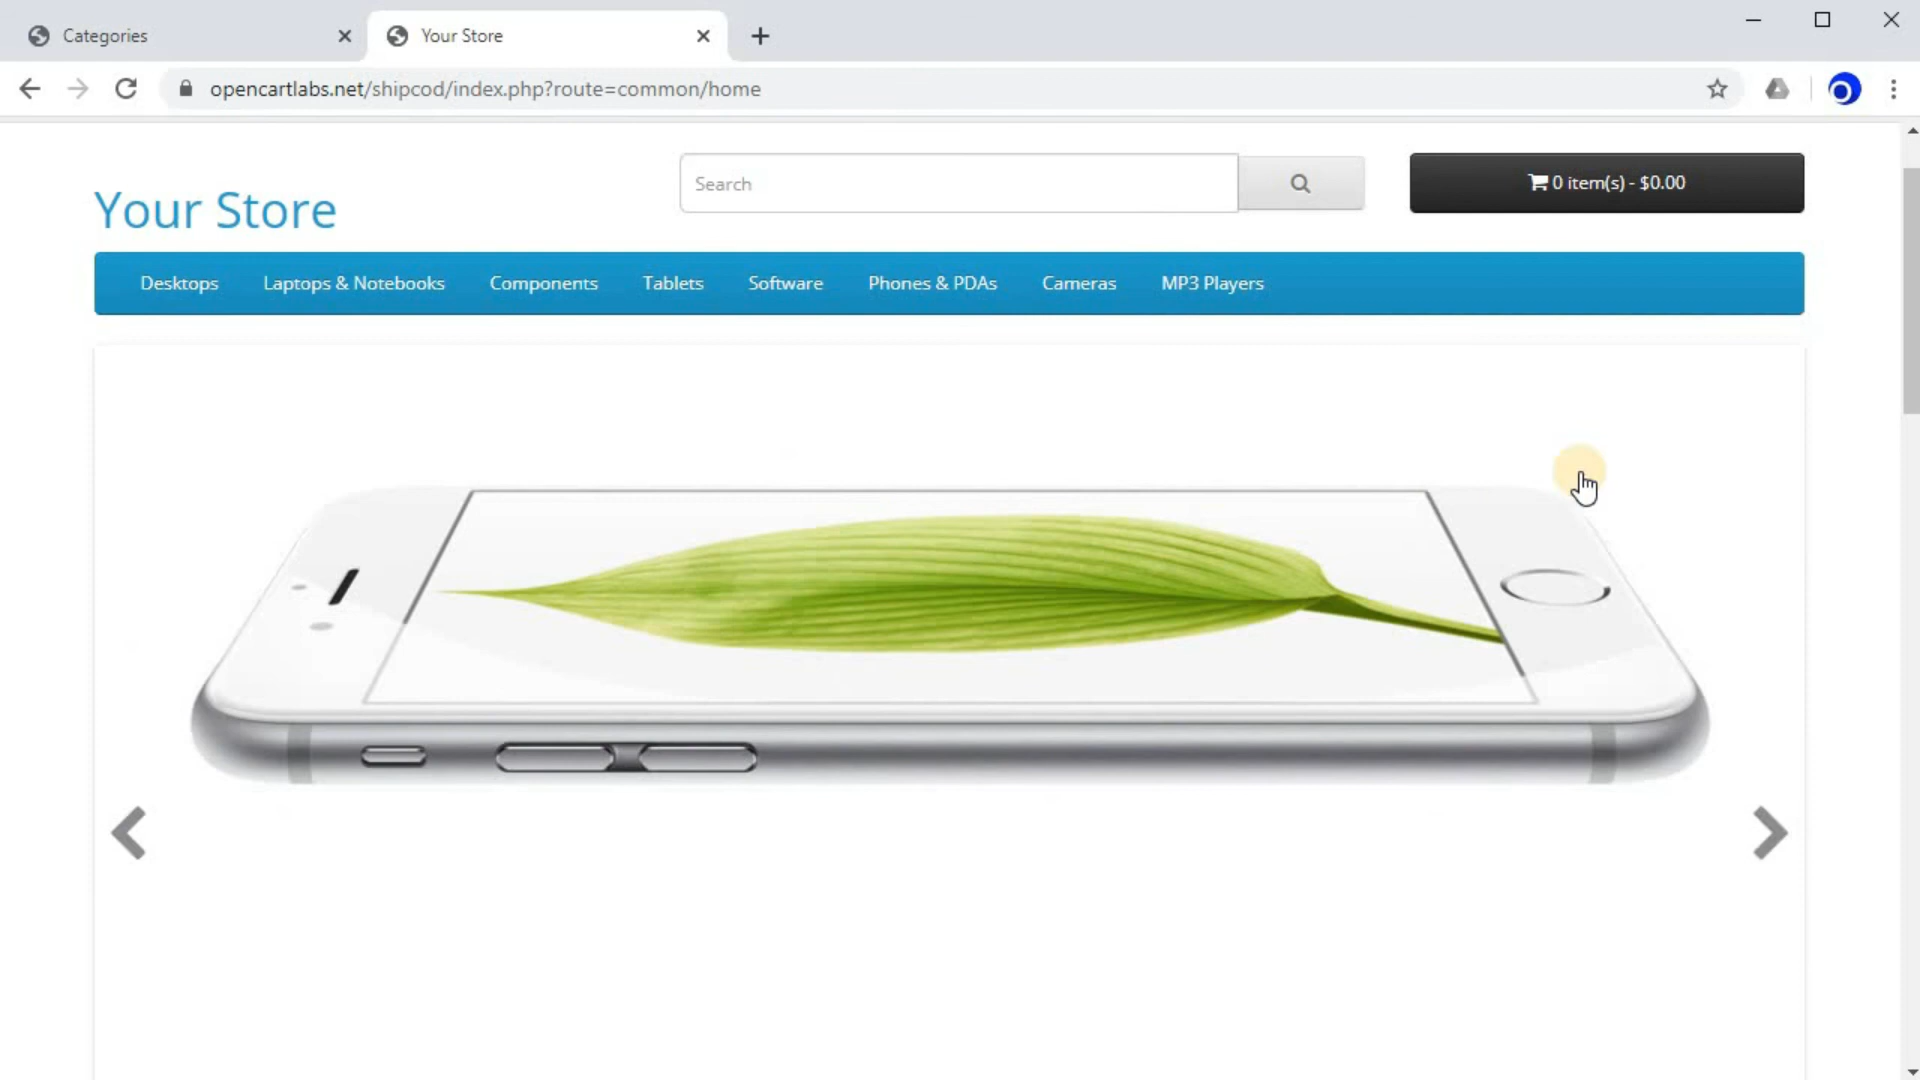 Categories
Your Store
opencartlabs.net/shipcod/index.php?route=common/home
Your Store
Search
0 item(s) - $0.00
Desktops Laptops & Notebooks Components Tablets Software Phones & PDAs Cameras MP3 Players